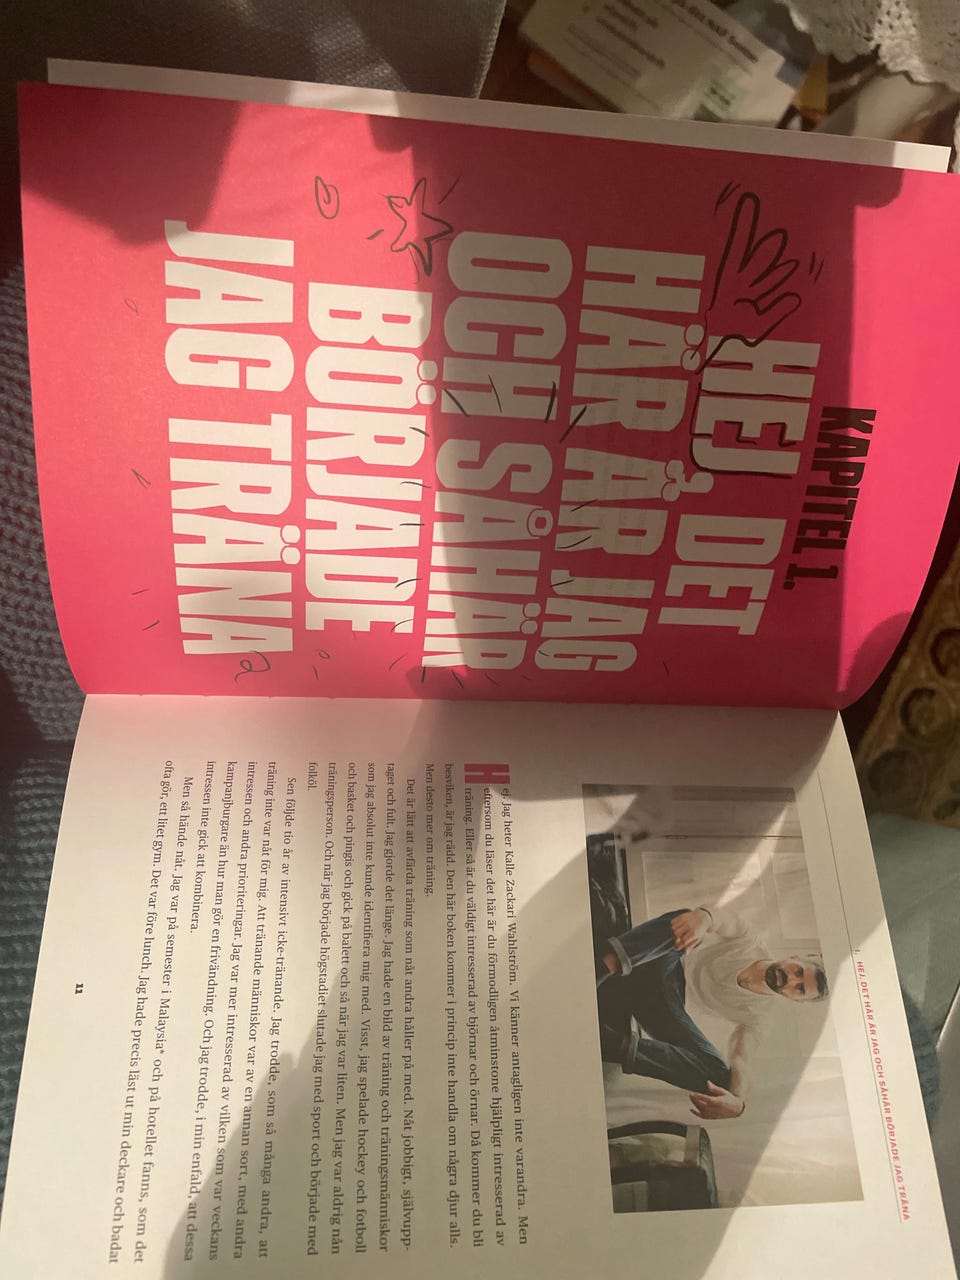 KAPITEL 1.
HEJ, DET
HÄR ÄR JAG
OCH SÅHÄR
BÖRJADE
JAG TRÄNA
1. HEJ, DET HÄR ÄR JAG OCH SÅHÄR BÖRJADE JAG TRÄNA
Hej Jag heter Kalle Zackari Wahlström. Vi känner antagligen inte varandra. Men
eftersom du läser det här är du förmodligen åtminstone hjälpligt intresserad av
träning. Eller så är du väldigt intresserad av björnar och örnar. Då kommer du bli
besviken, är jag rädd. Den här boken kommer i princip inte handla om några djur alls.
Men desto mer om träning.
Det är lätt att avfärda träning som nåt andra håller på med. Nåt jobbigt, självupp-
taget och fult. Jag gjorde det länge. Jag hade en bild av träning och träningsmänniskor
som jag absolut inte kunde identifiera mig med. Visst, jag spelade hockey och fotboll
och basket och pingis och gick på balett och så när jag var liten. Men jag var aldrig nån
träningsperson. Och när jag började högstadiet slutade jag med sport och började med
folköl.
Sen följde tio år av intensivt icke-tränande. Jag trodde, som så många andra, att
träning inte var nåt för mig. Att tränande människor var av en annan sort, med andra
intressen och andra prioriteringar. Jag var mer intresserad av vilken som var veckans
kampanjburgare än hur man gör en frivändning. Och jag trodde, i min enfald, att dessa
intressen inte gick att kombinera.
Men så hände nåt. Jag var på semester i Malaysia* och på hotellet fanns, som det
ofta gör, ett litet gym. Det var före lunch. Jag hade precis läst ut min deckare och badat
11